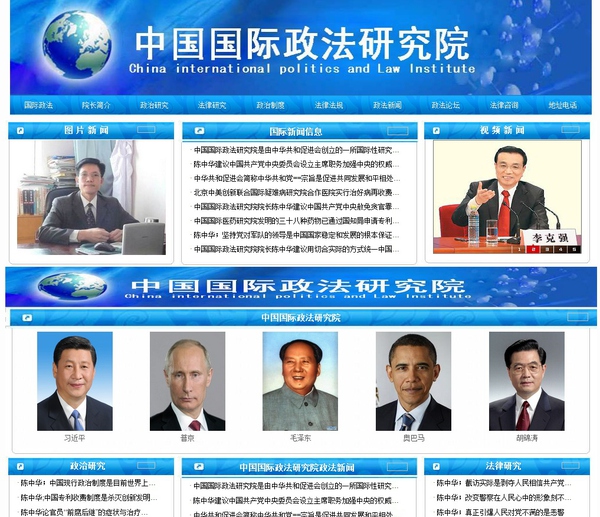 中国国际政法研究院
China international politics and Law Institute
国际政法 院长简介 政治研究 法律研究 政治制度 法律法规 政法新闻 政法论坛 法律咨询 地址电话
图片新闻
国际新闻信息
· 中国国际政法研究院是由中华共和促进会创立的一所国际性研究...
· 陈中华建议中国共产党中央委员会设立主席职务加强中央的权威...
· 中华共和促进会简称中华共和党==宗旨是促进共同发展和平相处...
· 北京中美创新联合国际疑难病研究院合作医院实行治好病再收费...
· 中国国际政法研究院院长陈中华建议中国共产党中央赦免贪官罪...
· 中国医药研究院发明的三十八种药物已通过国知局申请专利...
· 陈中华：坚持党对军队的领导是中国国家稳定和发展的根本保证...
· 中国国际政法研究院院长陈中华建议用切合实际的方式统一中国...
视频新闻
李克强
1 2 3 4 5
中国国际政法研究院
China international politics and Law Institute
中国国际政法研究院
习近平
普京
毛泽东
奥巴马
胡锦涛
政治研究
· 陈中华：中国现行政治制度是目前世界上...
· 陈中华:中国专利收费制度是杀灭创新发明...
· 陈中华论官员“前腐后继”的症状与治疗...
中国国际政法研究院政法新闻
· 中国国际政法研究院是由中华共和促进会创立的一所国际性研究...
· 陈中华建议中国共产党中央委员会设立主席职务加强中央的权威...
· 中华共和促进会简称中华共和党==宗旨是促进共同发展和平相处...
法律研究
· 陈中华：截访实际是剥夺人民相信共产党...
· 陈中华：改变警察在人民心中的形象刻不...
· 陈中华：真正引爆人民对党不满的是恶警